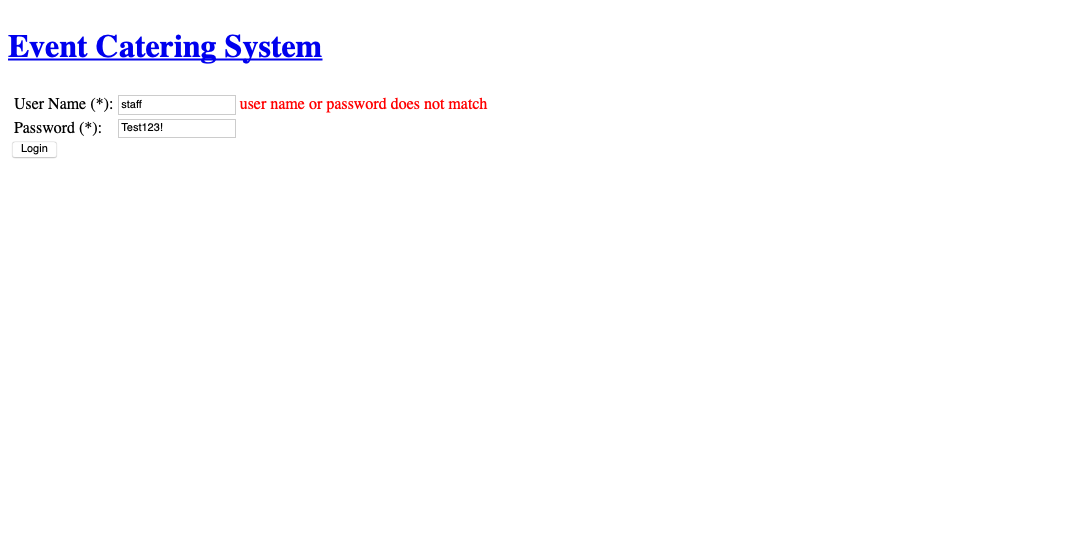 Event Catering System
User Name (*): staff user name or password does not match
Password (*): Test123!
Login